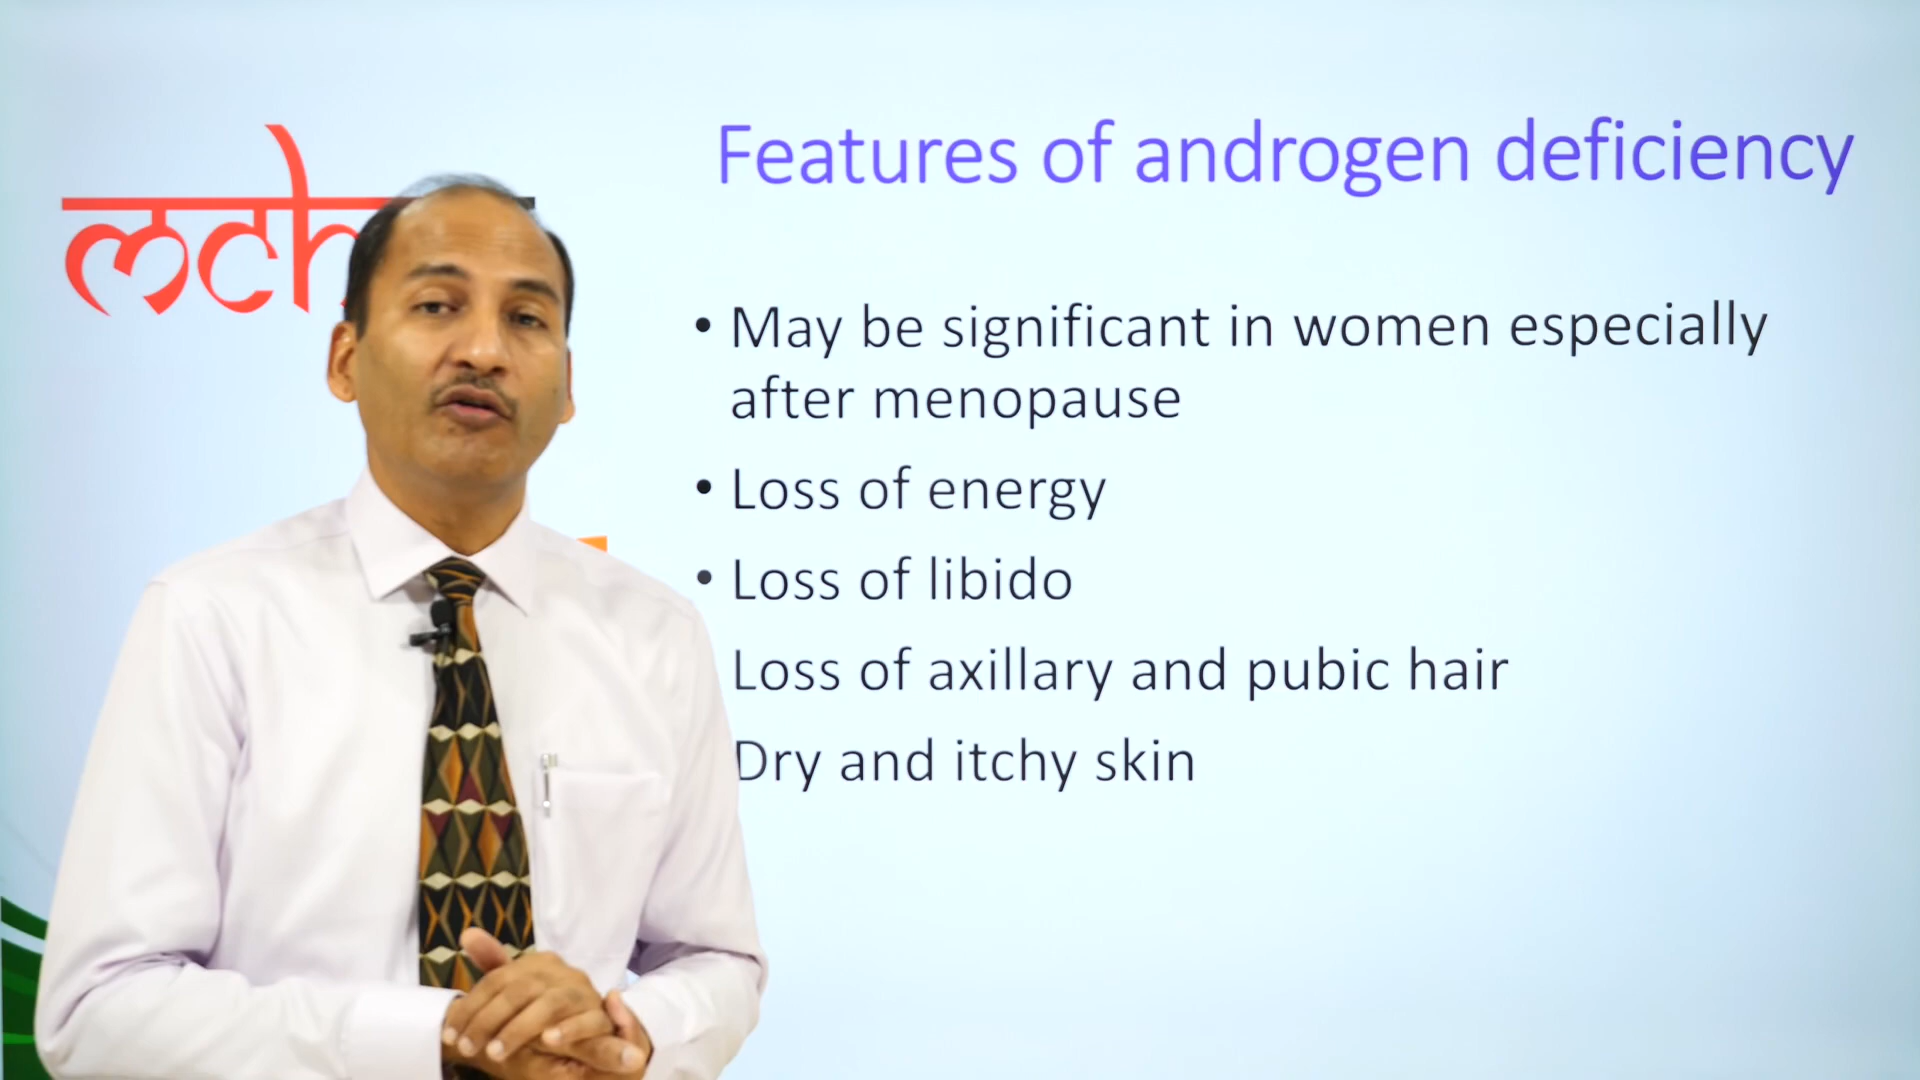 Features of androgen deficiency
• May be significant in women especially
after menopause
• Loss of energy
• Loss of libido
Loss of axillary and pubic hair
Dry and itchy skin